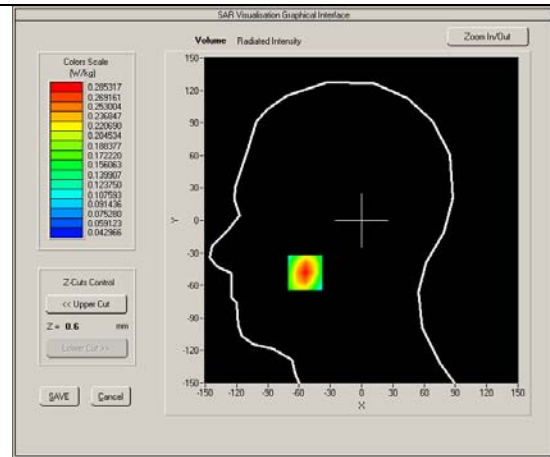 SAR Visualisation Graphical Interface
Volume Radiated Intensity
Zoom In/Out
Colors Scale
(W/kg)
0.285317
0.269161
0.253004
0.236847
0.220690
0.204534
0.188377
0.172220
0.156063
0.139907
0.123750
0.107593
0.091436
0.075280
0.059123
0.042966
Z-Cuts Control
<< Upper Cut
Z = 0.6 mm
Lower Cut >>
SAVE Cancel
150
120
90
60
30
0
-30
-60
-90
-120
-150
Y
-150 -120 -90 -60 -30 0 30 60 90 120 150
X